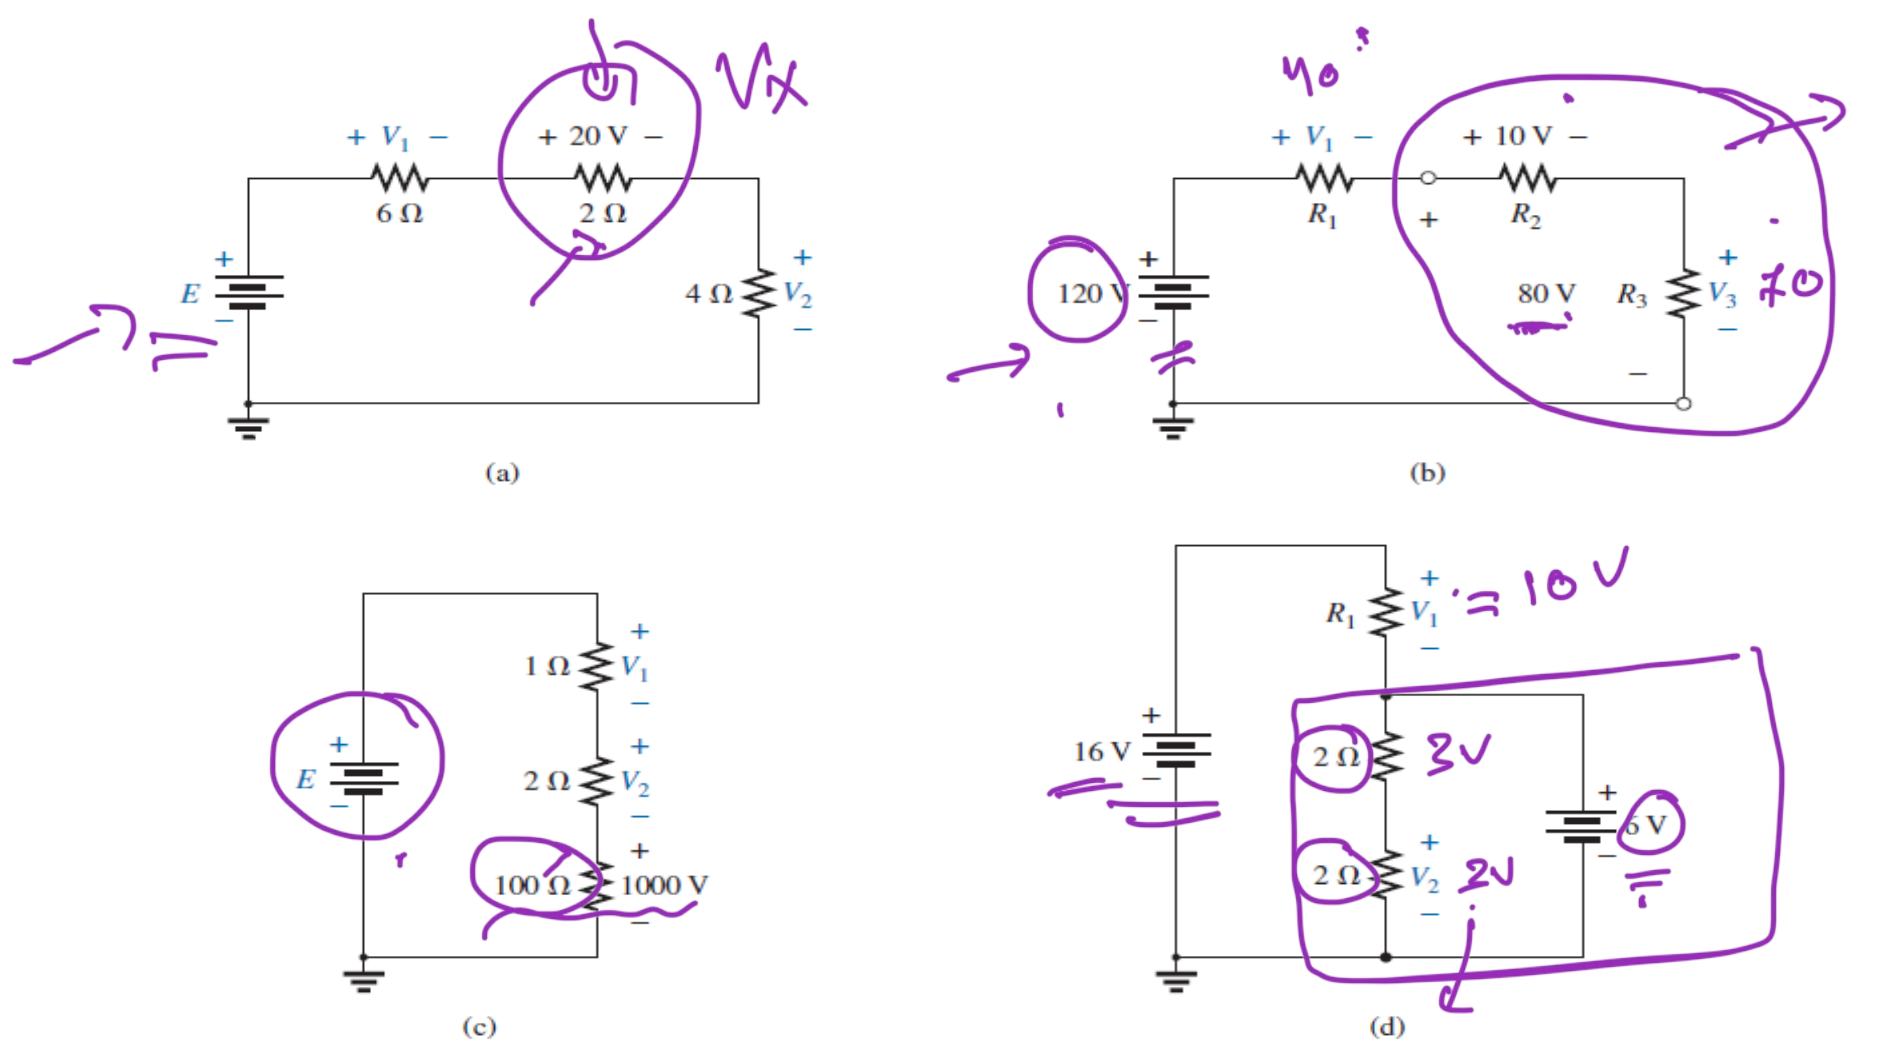 Vx
+ V1 −
+ 20 V −
6 Ω
2 Ω
+
E
−
4 Ω
+
V2
−
(a)
40
+ V1 −
+ 10 V −
R1
+
R2
+
120 V
−
80 V
R3
+
V3
−
70
−
(b)
+
E
−
1 Ω
+
V1
−
2 Ω
+
V2
−
100 Ω
+
1000 V
−
(c)
+
16 V
−
R1
+
V1
−
= 10 V
2 Ω
3V
2 Ω
+
V2
−
2V
+
6 V
−
(d)